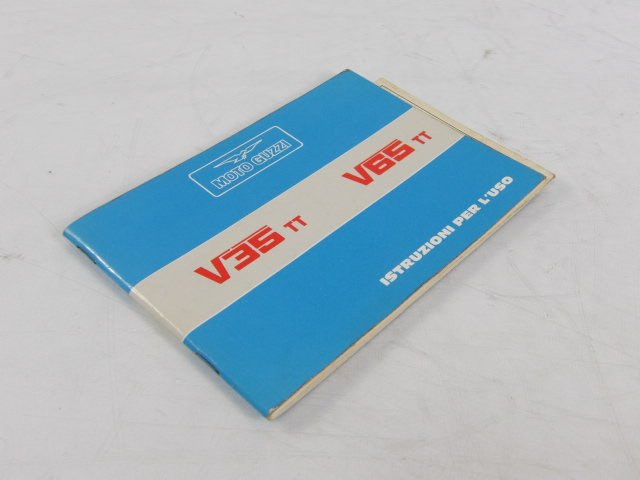 MOTO GUZZI
V35 TT V65 TT
ISTRUZIONI PER L'USO